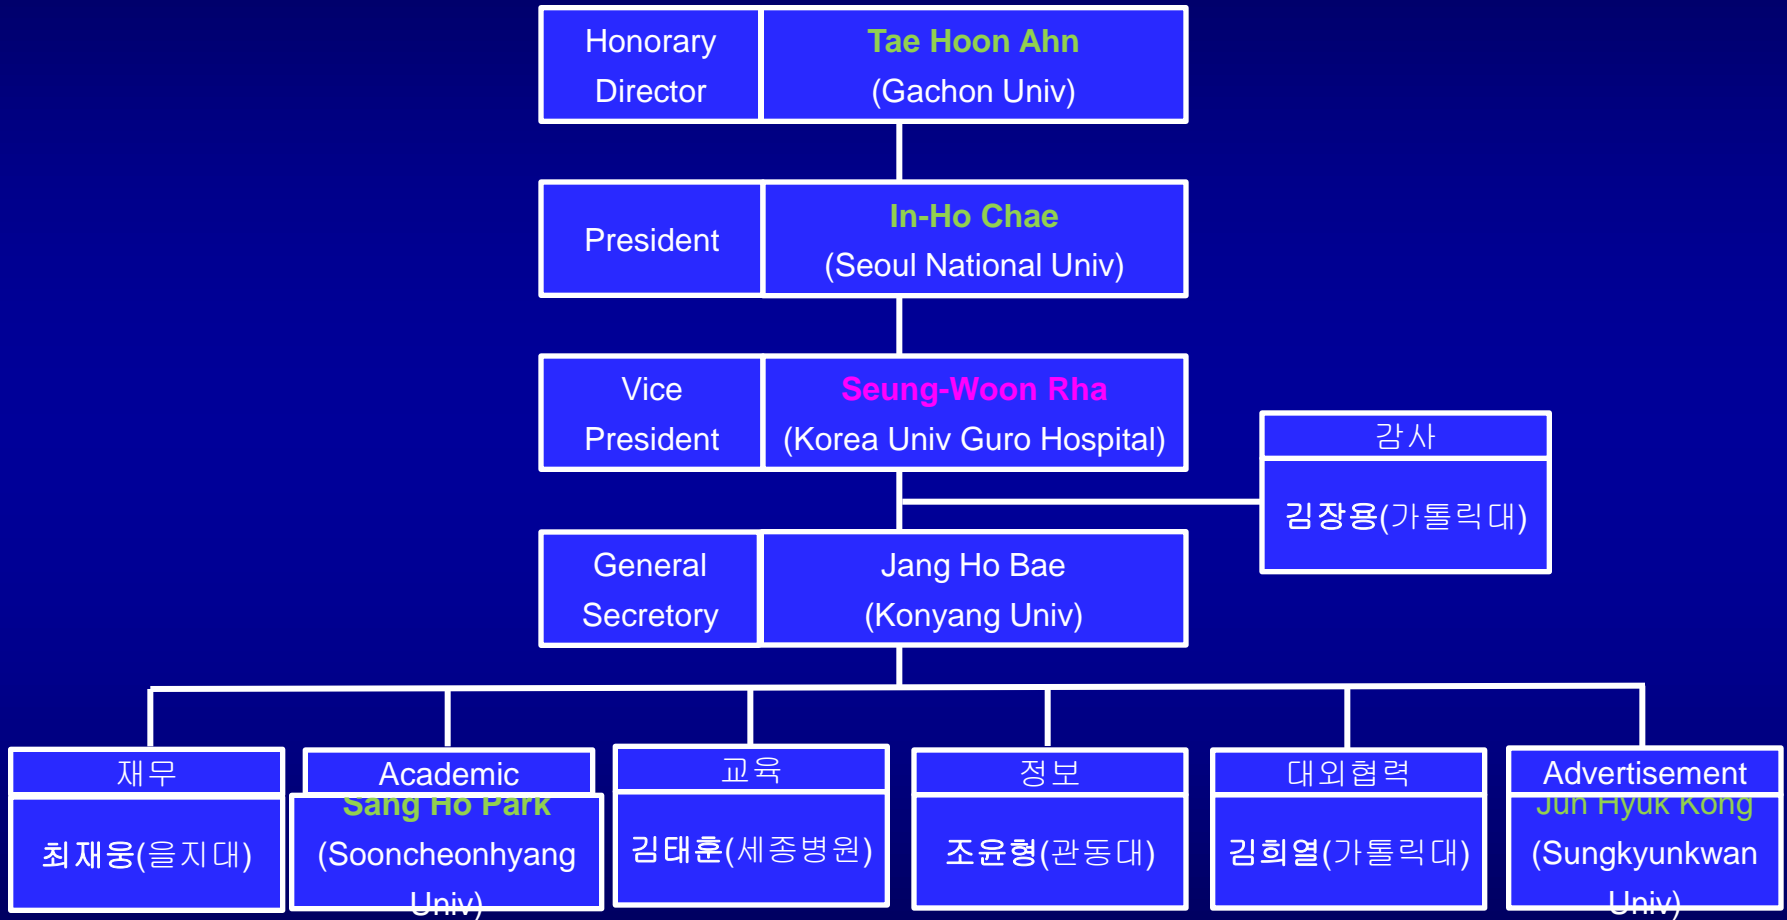 Honorary
Director
Tae Hoon Ahn
(Gachon Univ)
President
In-Ho Chae
(Seoul National Univ)
Vice
President
Seung-Woon Rha
(Korea Univ Guro Hospital)
감사
김장용(가톨릭대)
General
Secretory
Jang Ho Bae
(Konyang Univ)
재무
최재웅(을지대)
Academic
Sang Ho Park
(Sooncheonhyang
Univ)
교육
김태훈(세종병원)
정보
조윤형(관동대)
대외협력
김희열(가톨릭대)
Advertisement
Jun Hyuk Kong
(Sungkyunkwan
Univ)